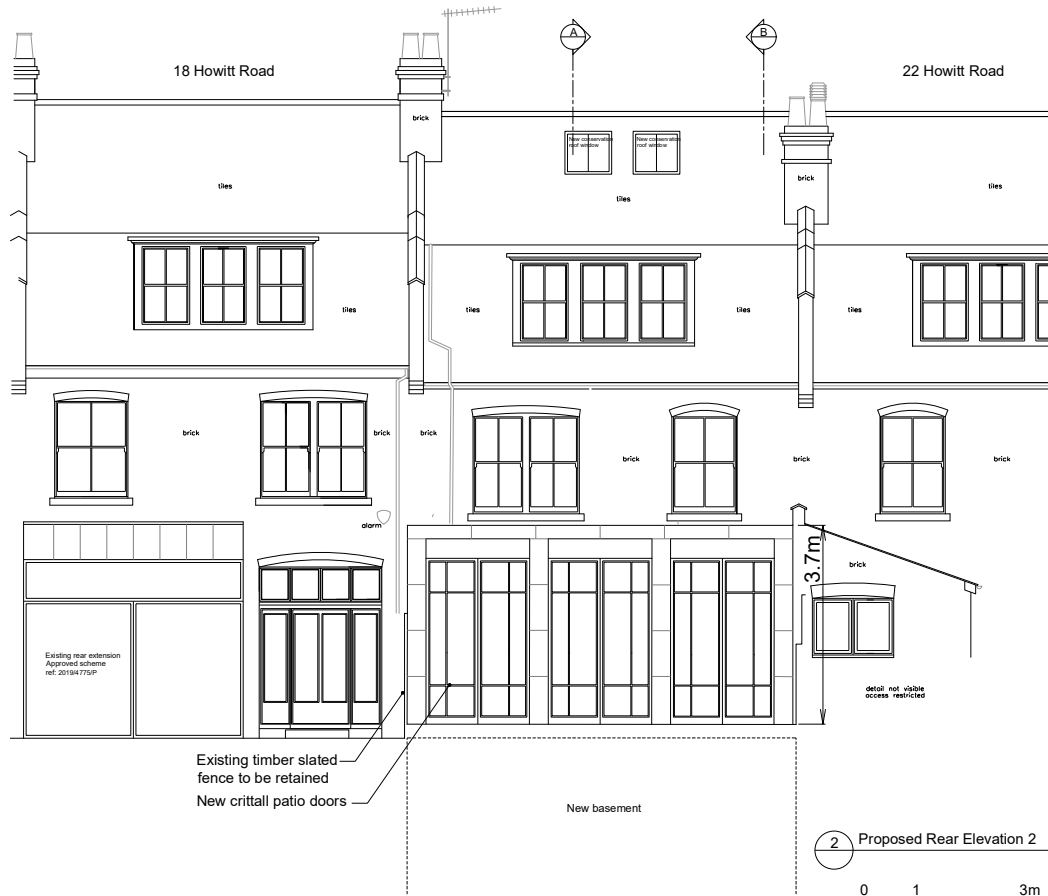 A
B
18 Howitt Road
22 Howitt Road
brick
New conservation
roof window
New conservation
roof window
brick
tiles
tiles
tiles
tiles
tiles
tiles
tiles
brick
brick
brick
brick
brick
brick
alarm
3.7m
brick
Existing rear extension
Approved scheme
ref: 2019/4775/P
detail not visible
access restricted
Existing timber slated
fence to be retained
New crittall patio doors
New basement
2
Proposed Rear Elevation 2
0 1 3m